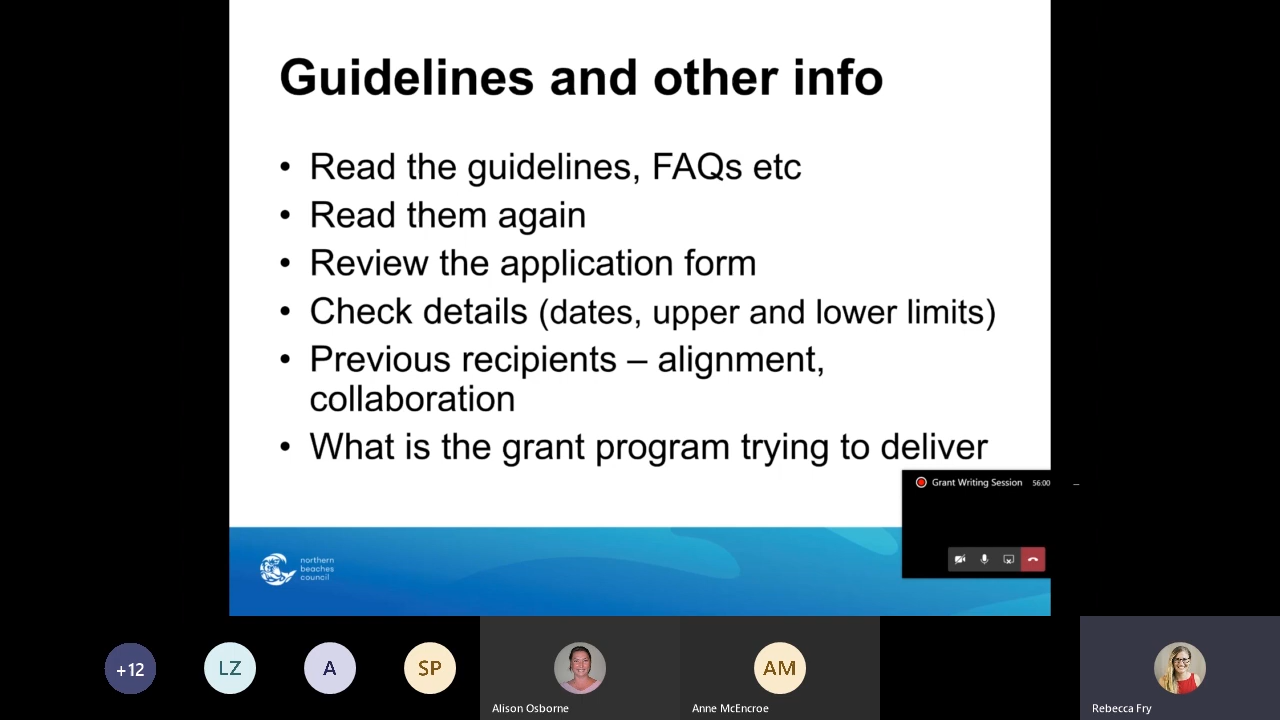 Guidelines and other info
• Read the guidelines, FAQs etc
• Read them again
• Review the application form
• Check details (dates, upper and lower limits)
• Previous recipients – alignment,
collaboration
• What is the grant program trying to deliver
Grant Writing Session 56:00 ...
northern
beaches
council
+12 LZ A SP AM
Alison Osborne Anne McEncroe Rebecca Fry